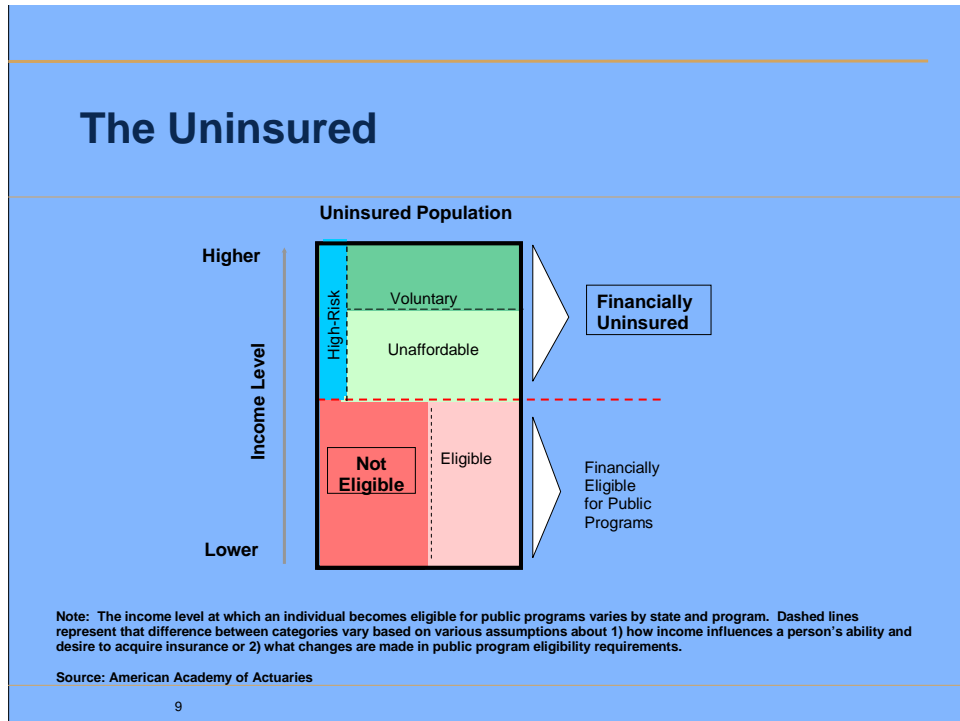 The Uninsured
Uninsured Population
Higher
High-Risk
Voluntary
Unaffordable
Financially
Uninsured
Income Level
Not
Eligible
Eligible
Financially
Eligible
for Public
Programs
Lower
Note:  The income level at which an individual becomes eligible for public programs varies by state and program.  Dashed lines
represent that difference between categories vary based on various assumptions about 1) how income influences a person's ability and
desire to acquire insurance or 2) what changes are made in public program eligibility requirements.
Source: American Academy of Actuaries
9